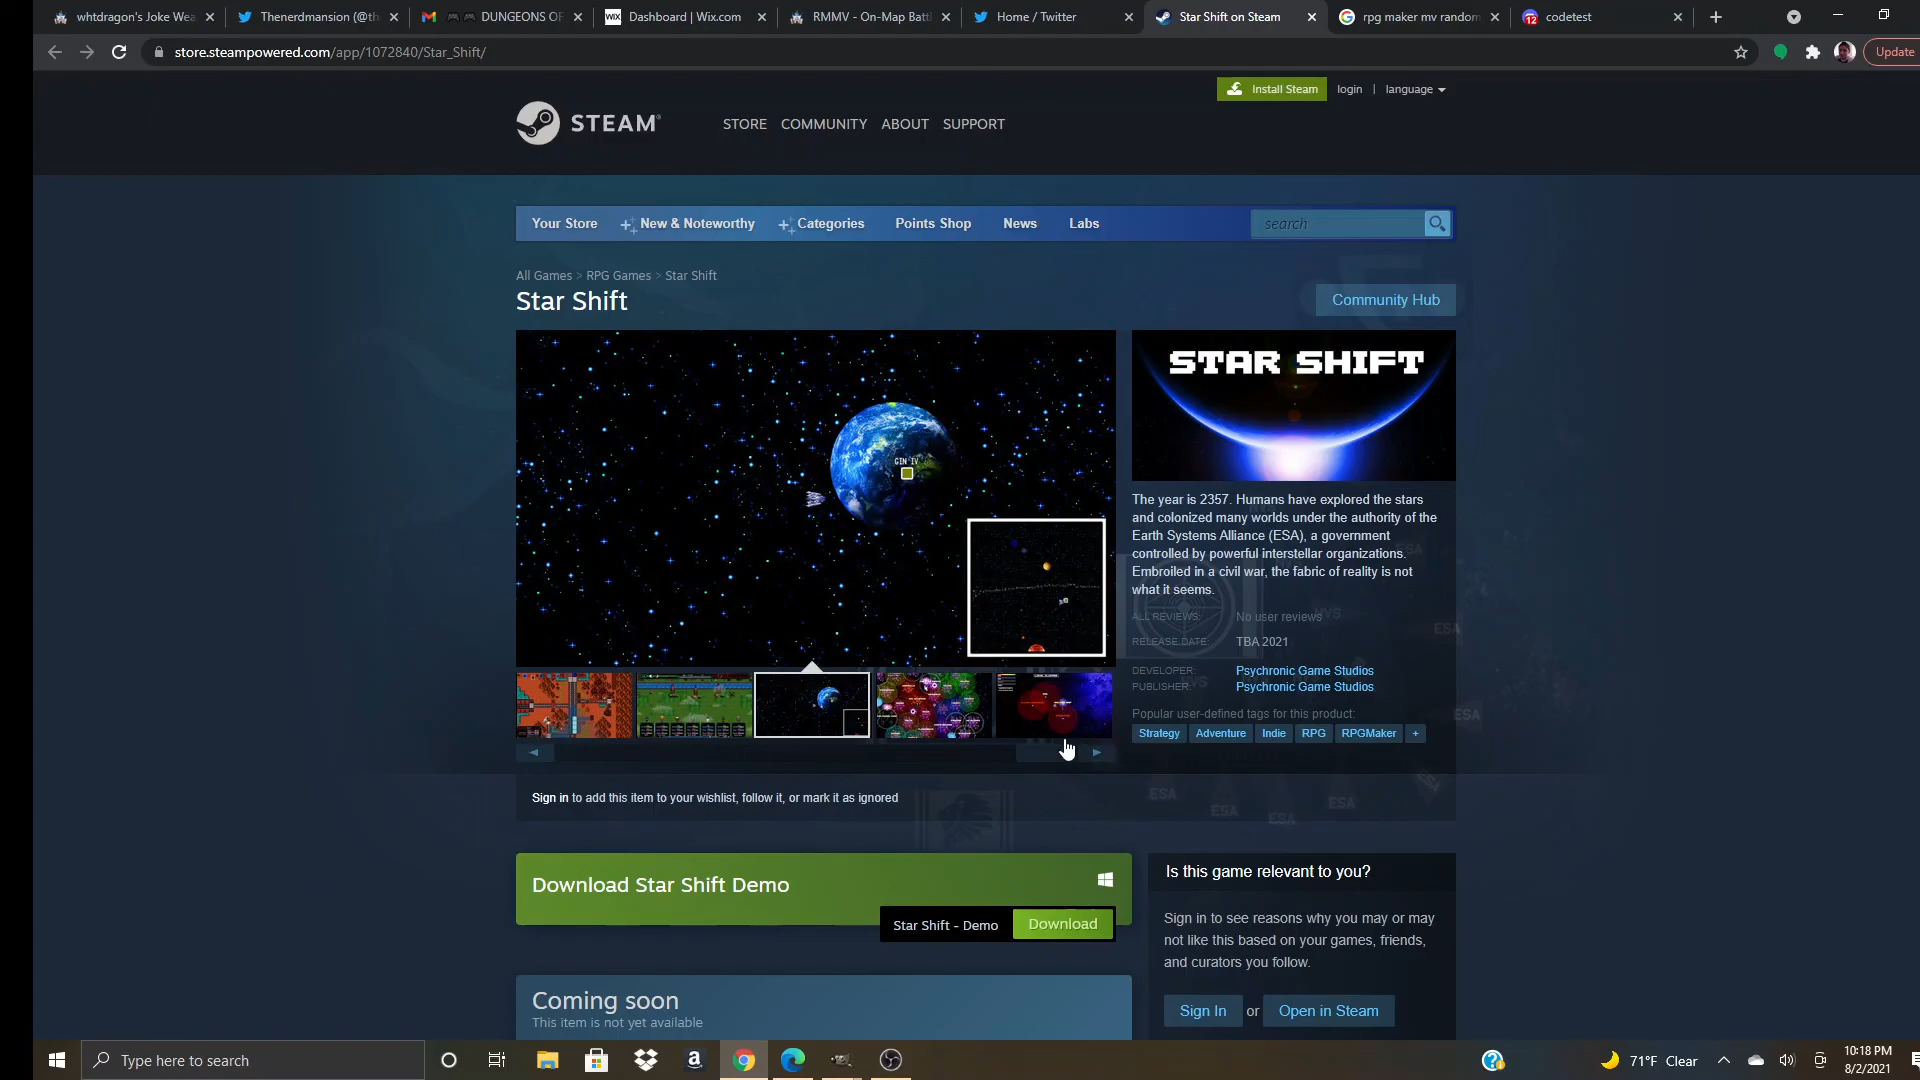 whtdragon's Joke Wea
Thenerdmansion (@th
DUNGEONS OF
WIX Dashboard | Wix.com
RMMV - On-Map Batt
Home / Twitter
Star Shift on Steam
rpg maker mv random
12 codetest
store.steampowered.com/app/1072840/Star_Shift/
Update
Install Steam login | language
STEAM®
STORE COMMUNITY ABOUT SUPPORT
Your Store New & Noteworthy Categories Points Shop News Labs search
All Games > RPG Games > Star Shift
Star Shift
Community Hub
GIN IV
STAR SHIFT
The year is 2357. Humans have explored the stars
and colonized many worlds under the authority of the
Earth Systems Alliance (ESA), a government
controlled by powerful interstellar organizations.
Embroiled in a civil war, the fabric of reality is not
what it seems.
ALL REVIEWS: No user reviews
RELEASE DATE: TBA 2021
DEVELOPER: Psychronic Game Studios
PUBLISHER: Psychronic Game Studios
Popular user-defined tags for this product:
Strategy Adventure Indie RPG RPGMaker +
Sign in to add this item to your wishlist, follow it, or mark it as ignored
ESA
ESA
ESA
ESA
Download Star Shift Demo
Star Shift - Demo Download
Is this game relevant to you?
Sign in to see reasons why you may or may
not like this based on your games, friends,
and curators you follow.
Sign In or Open in Steam
Coming soon
This item is not yet available
Type here to search
71°F Clear
10:18 PM
8/2/2021